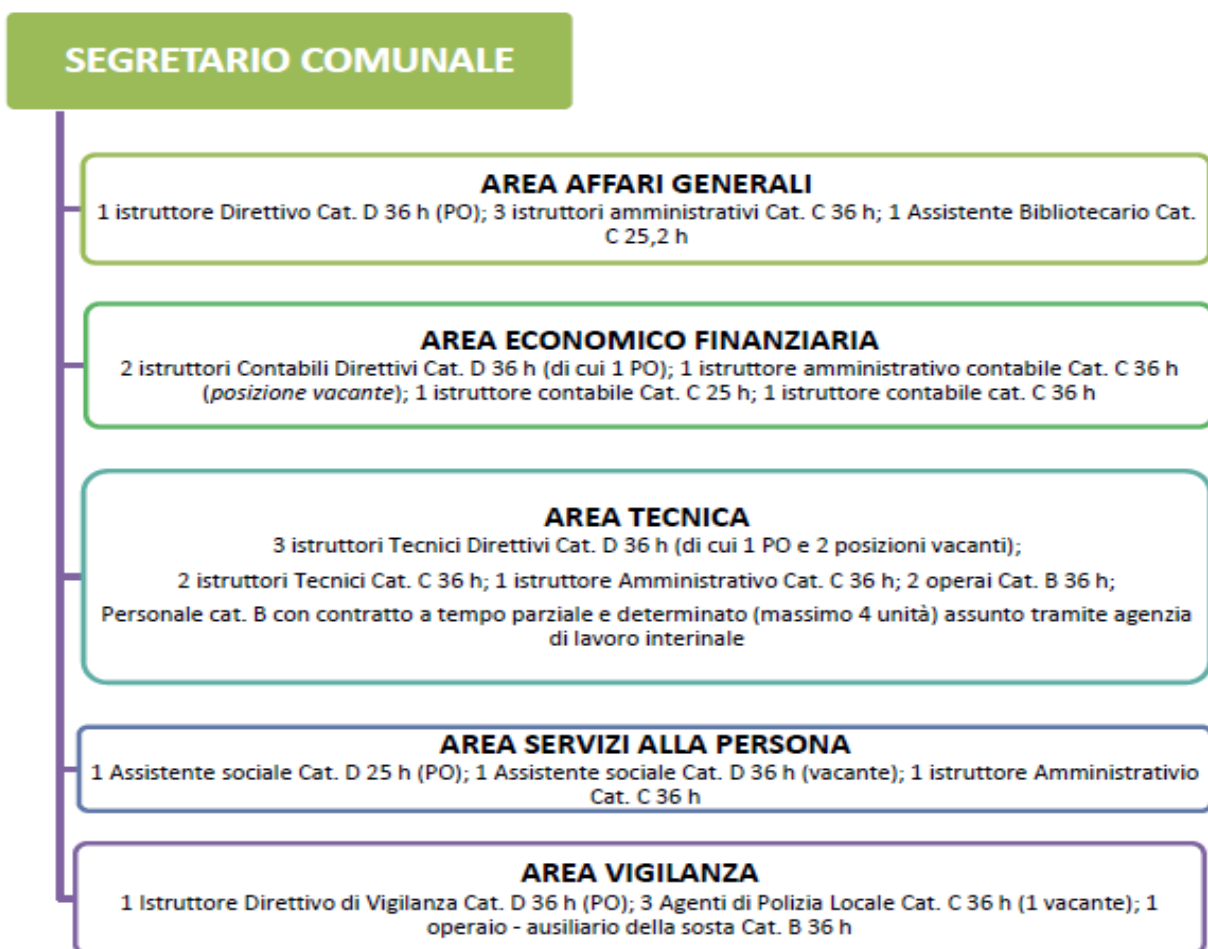 SEGRETARIO COMUNALE
AREA AFFARI GENERALI
1 istruttore Direttivo Cat. D 36 h (PO); 3 istruttori amministrativi Cat. C 36 h; 1 Assistente Bibliotecario Cat.
C 25,2 h
AREA ECONOMICO FINANZIARIA
2 istruttori Contabili Direttivi Cat. D 36 h (di cui 1 PO); 1 istruttore amministrativo contabile Cat. C 36 h
(posizione vacante); 1 istruttore contabile Cat. C 25 h; 1 istruttore contabile cat. C 36 h
AREA TECNICA
3 istruttori Tecnici Direttivi Cat. D 36 h (di cui 1 PO e 2 posizioni vacanti);
2 istruttori Tecnici Cat. C 36 h; 1 istruttore Amministrativo Cat. C 36 h; 2 operai Cat. B 36 h;
Personale cat. B con contratto a tempo parziale e determinato (massimo 4 unità) assunto tramite agenzia
di lavoro interinale
AREA SERVIZI ALLA PERSONA
1 Assistente sociale Cat. D 25 h (PO); 1 Assistente sociale Cat. D 36 h (vacante); 1 istruttore Amministrativio
Cat. C 36 h
AREA VIGILANZA
1 Istruttore Direttivo di Vigilanza Cat. D 36 h (PO); 3 Agenti di Polizia Locale Cat. C 36 h (1 vacante); 1
operaio - ausiliario della sosta Cat. B 36 h